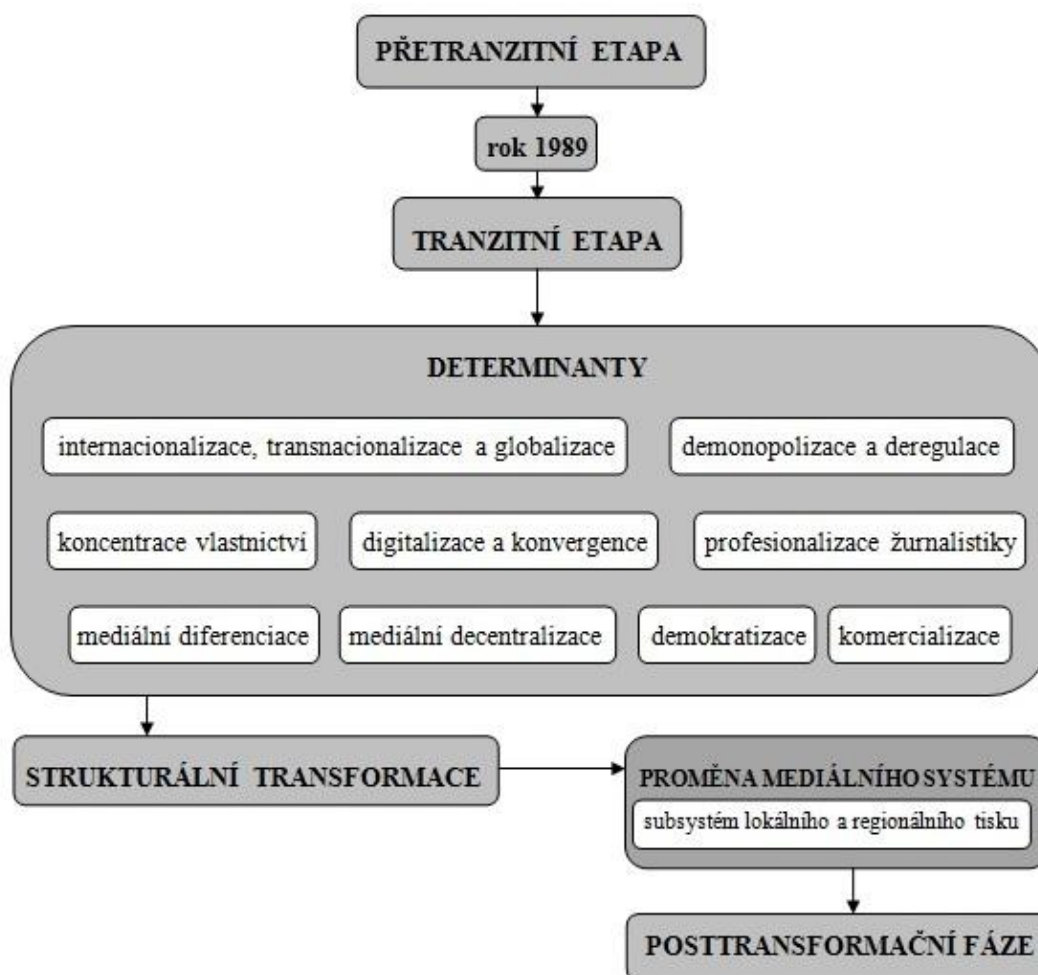 PŘETRANZITNÍ ETAPA
rok 1989
TRANZITNÍ ETAPA
DETERMINANTY
internacionalizace, transnacionalizace a globalizace
demonopolizace a deregulace
koncentrace vlastnictví
digitalizace a konvergence
profesionalizace žurnalistiky
mediální diferenciace
mediální decentralizace
demokratizace
komercializace
STRUKTURÁLNÍ TRANSFORMACE
PROMĚNA MEDIÁLNÍHO SYSTÉMU
subsystém lokálního a regionálního tisku
POSTTRANSFORMAČNÍ FÁZE